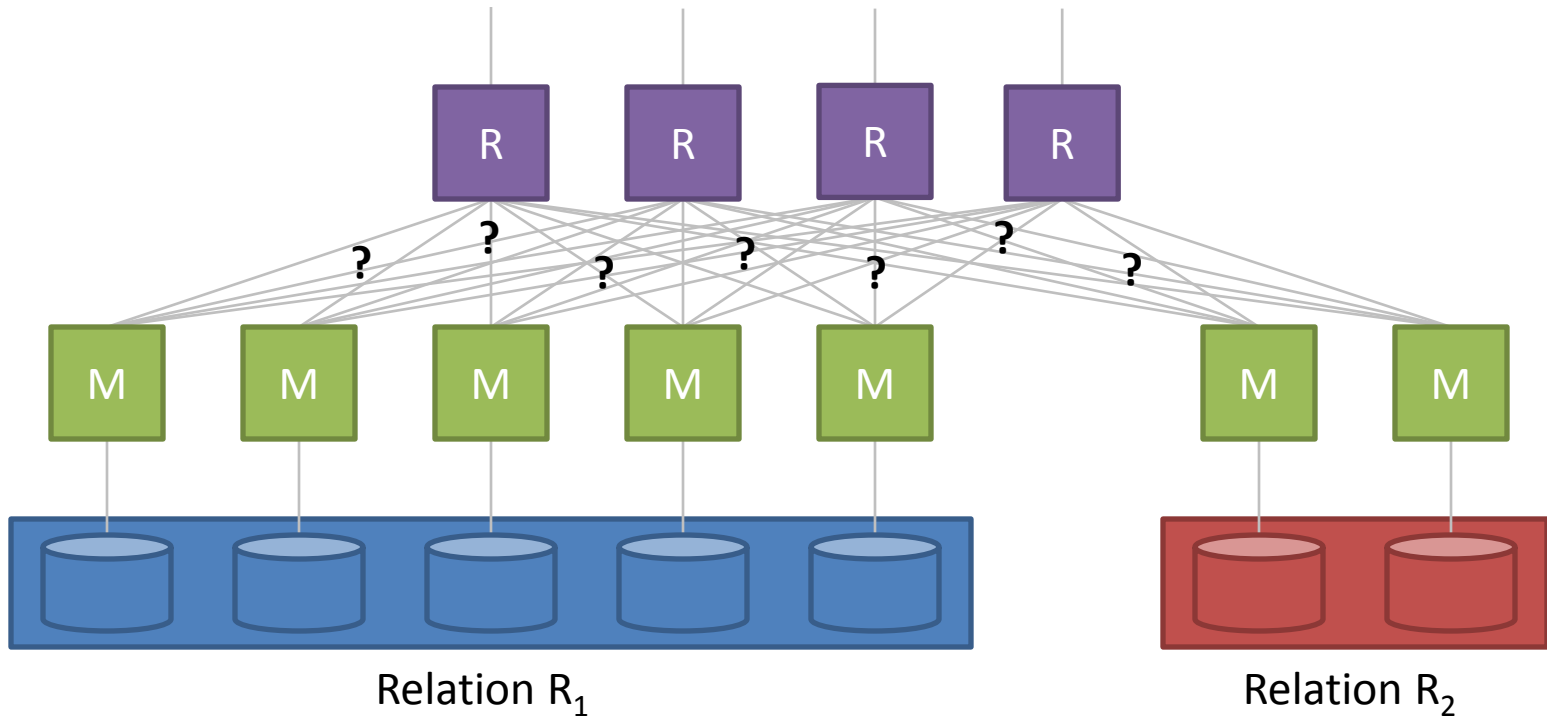 R R R R
? ? ? ? ? ? ?
M M M M M M M
Relation R₁ Relation R₂